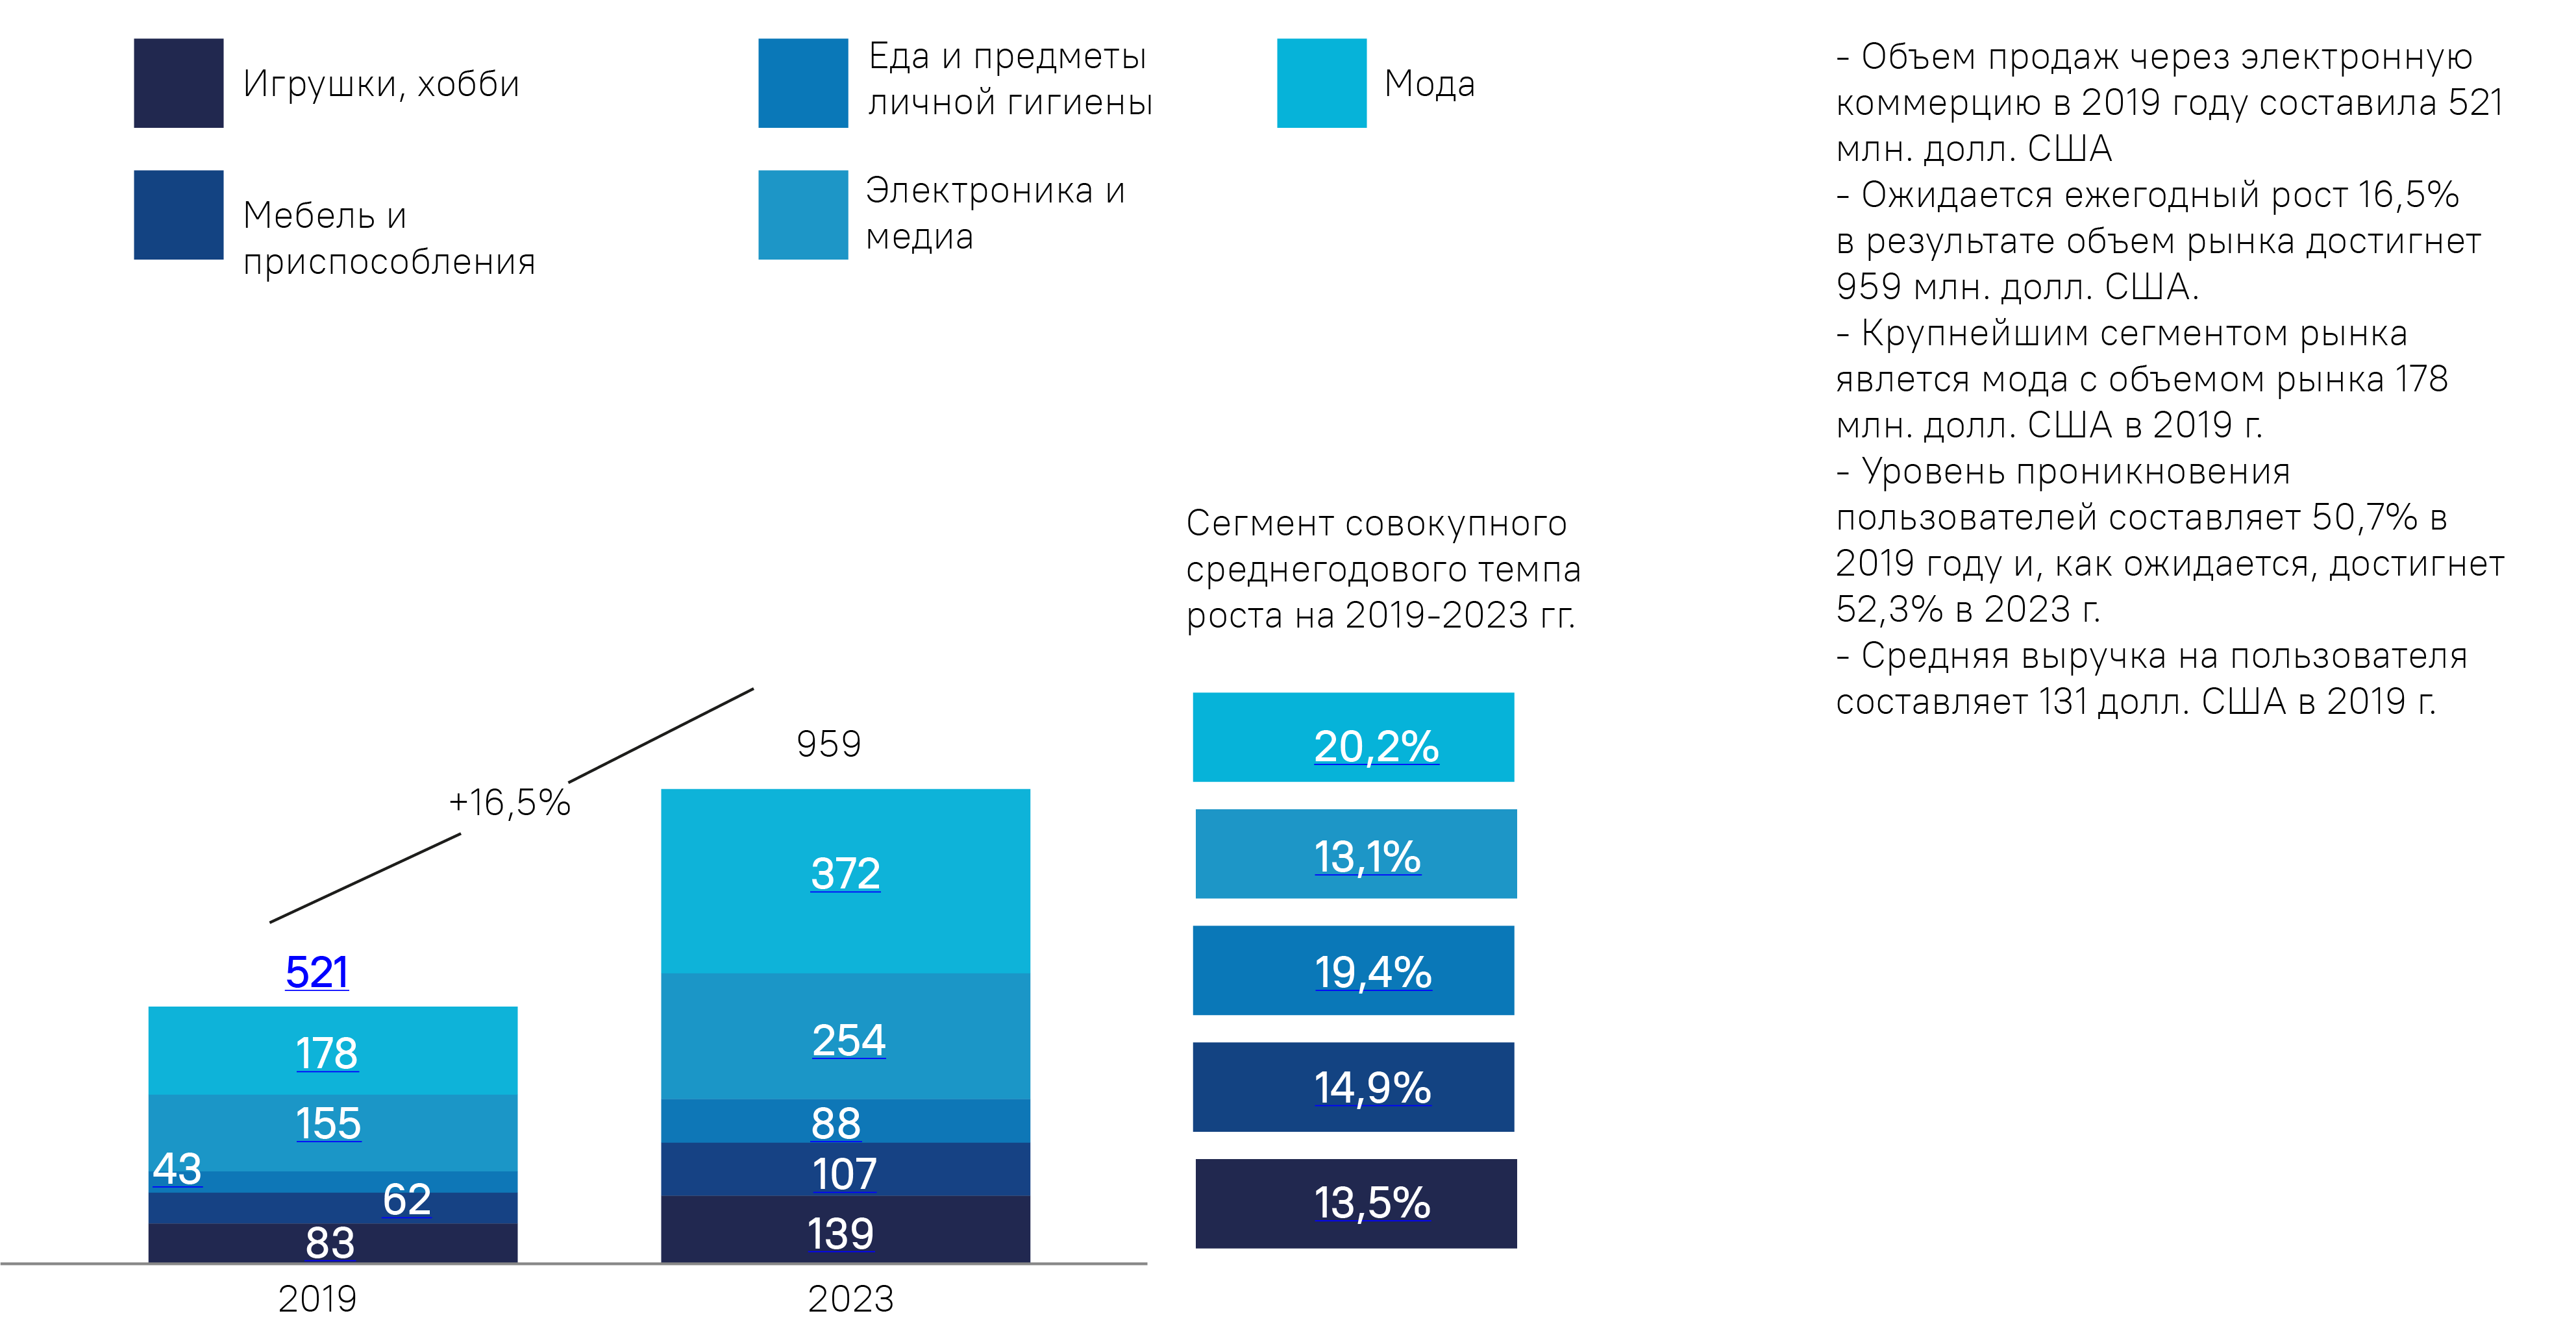 Игрушки, хобби
Еда и предметы
личной гигиены
Мода
Мебель и
приспособления
Электроника и
медиа
- Объем продаж через электронную
коммерцию в 2019 году составила 521
млн. долл. США
- Ожидается ежегодный рост 16,5%
в результате объем рынка достигнет
959 млн. долл. США.
- Крупнейшим сегментом рынка
явлется мода с объемом рынка 178
млн. долл. США в 2019 г.
- Уровень проникновения
пользователей составляет 50,7% в
2019 году и, как ожидается, достигнет
52,3% в 2023 г.
- Средняя выручка на пользователя
составляет 131 долл. США в 2019 г.
Сегмент совокупного
среднегодового темпа
роста на 2019-2023 гг.
+16,5%
521
178
155
43
62
83
2019
959
372
254
88
107
139
2023
20,2%
13,1%
19,4%
14,9%
13,5%